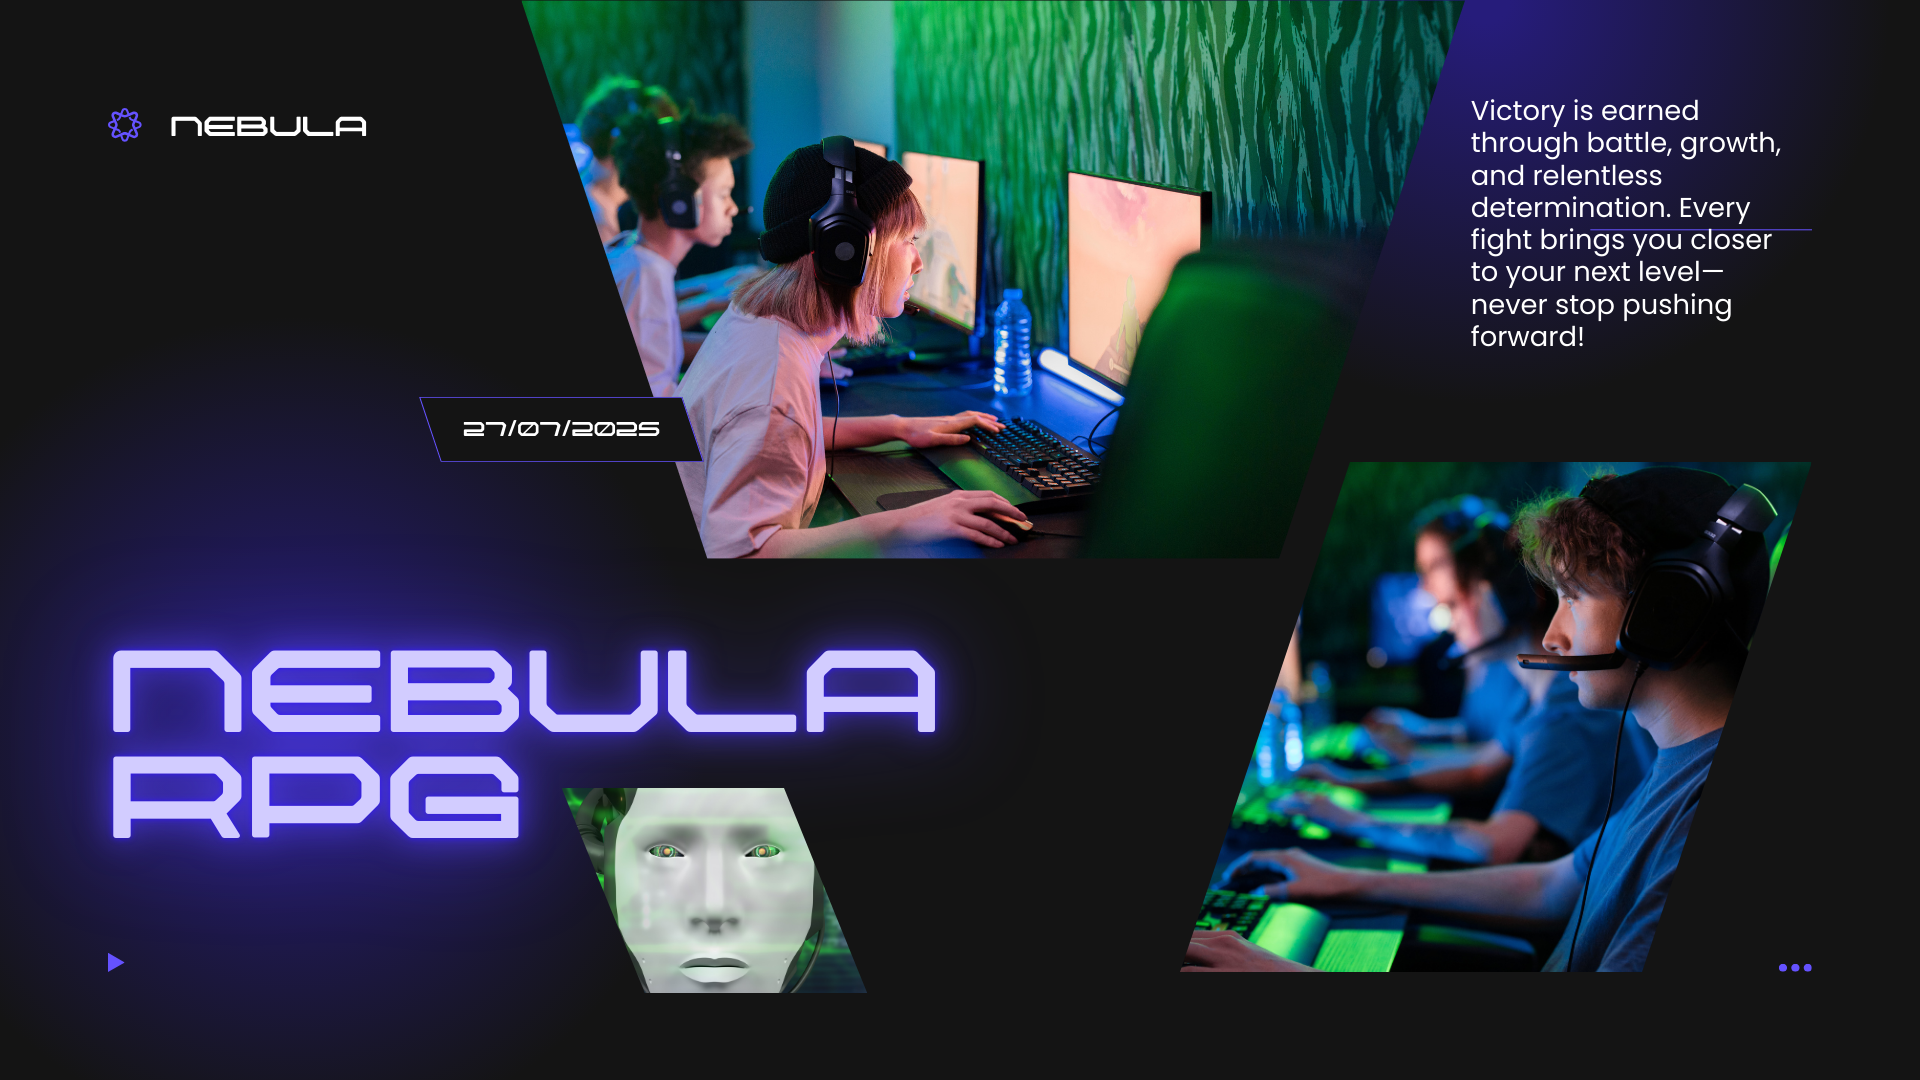 NEBULA
Victory is earned
through battle, growth,
and relentless
determination. Every
fight brings you closer
to your next level—
never stop pushing
forward!
27/07/2025
NEBULA
RPG